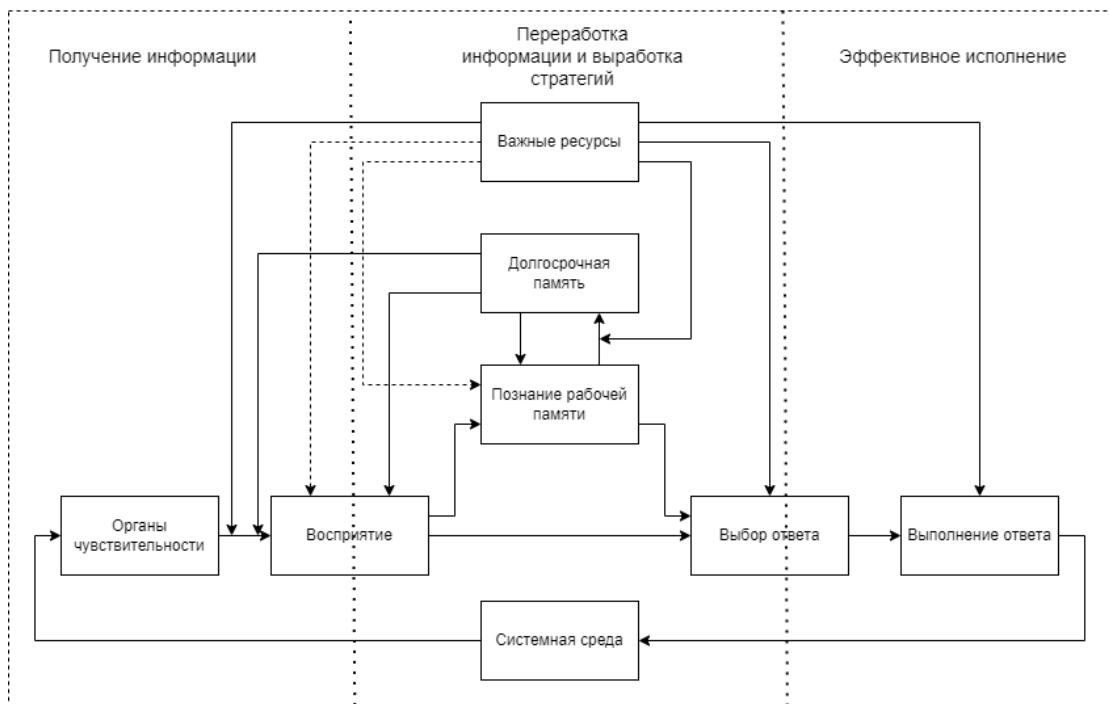 Получение информации
Переработка
информации и выработка
стратегий
Эффективное исполнение
Важные ресурсы
Долгосрочная
память
Познание рабочей
памяти
Органы
чувствительности
Восприятие
Выбор ответа
Выполнение ответа
Системная среда